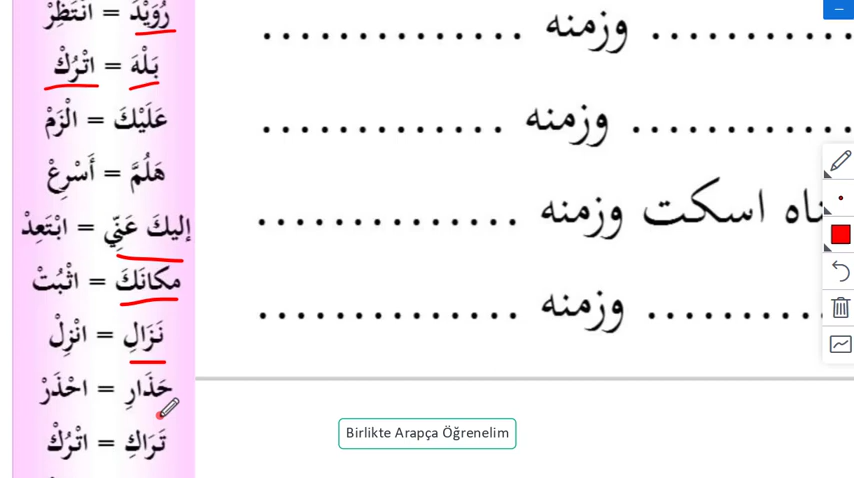 رُوَيْدَ = انْتَظِرْ
بَلْهَ = اتْرُكْ
عَلَيْكَ = الْزَمْ
هَلُمَّ = أَسْرِعْ
إليكَ عَنِّي = ابْتَعِدْ
مكانَكَ = اثْبُتْ
نَزَالِ = انْزِلْ
حَذَارِ = احْذَرْ
تَرَاكِ = اتْرُكْ
........... وزمنه ..............
............ وزمنه .............
اسكت وزمنه ..............
........... وزمنه ..............
Birlikte Arapça Öğrenelim